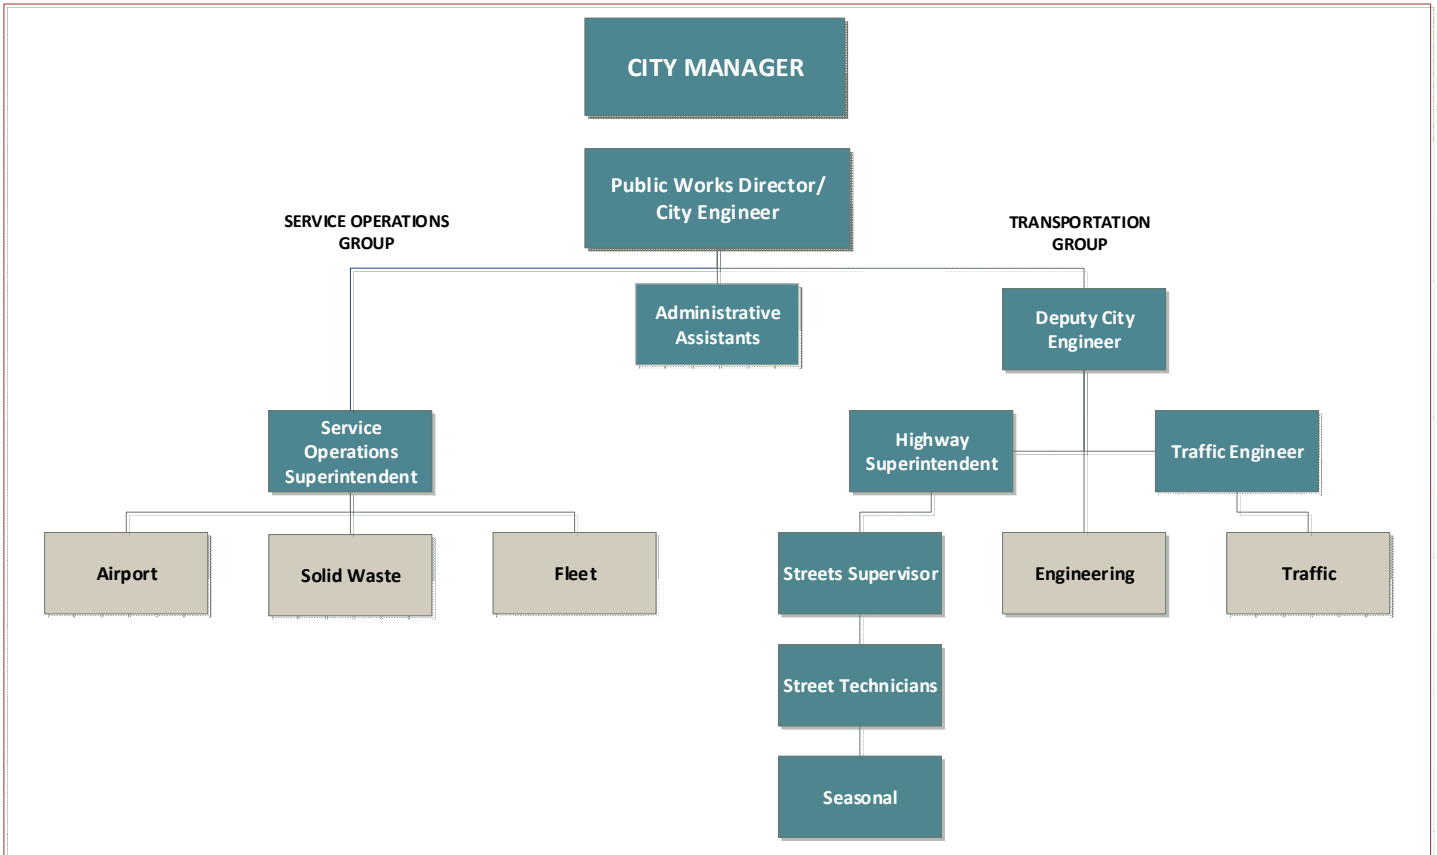 CITY MANAGER
Public Works Director/
City Engineer
SERVICE OPERATIONS
GROUP
TRANSPORTATION
GROUP
Administrative
Assistants
Deputy City
Engineer
Service
Operations
Superintendent
Highway
Superintendent
Traffic Engineer
Airport
Solid Waste
Fleet
Streets Supervisor
Engineering
Traffic
Street Technicians
Seasonal